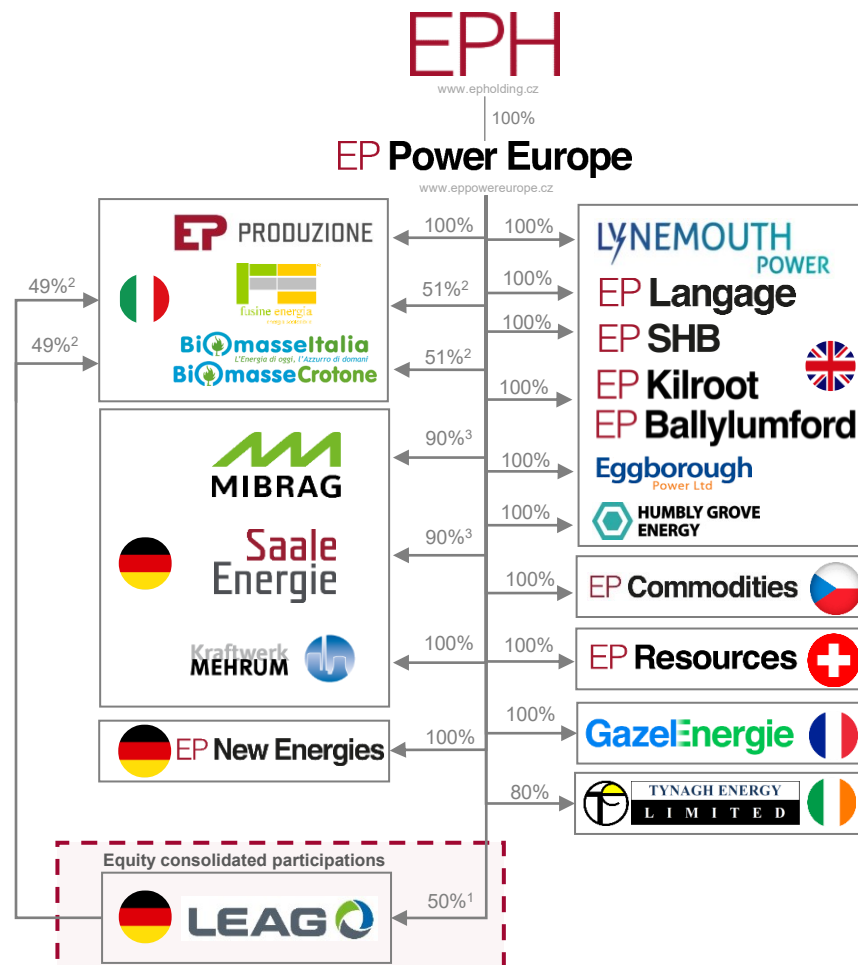 EPH
www.epholding.cz
100%
EP Power Europe
www.eppowereurope.cz
EP PRODUZIONE
100%
49%2
fusine energia
51%2
49%2
BiomasseItalia
L'Energia di oggi, l'Azzurro di domani
BiomasseCrotone
51%2
MIBRAG
90%3
Saale
Energie
90%3
Kraftwerk
MEHRUM
100%
EP New Energies
100%
100%
LYNEMOUTH
POWER
100%
EP Langage
100%
EP SHB
100%
EP Kilroot
EP Ballylumford
100%
Eggborough
Power Ltd
100%
HUMBLY GROVE
ENERGY
100%
EP Commodities
100%
EP Resources
100%
GazelEnergie
80%
TYNAGH ENERGY
LIMITED
Equity consolidated participations
LEAG
50%1